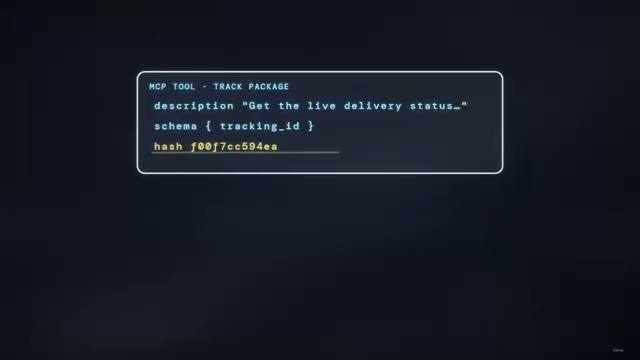 MCP TOOL · TRACK PACKAGE
description "Get the live delivery status…"
schema { tracking_id }
hash f00f7cc594ea